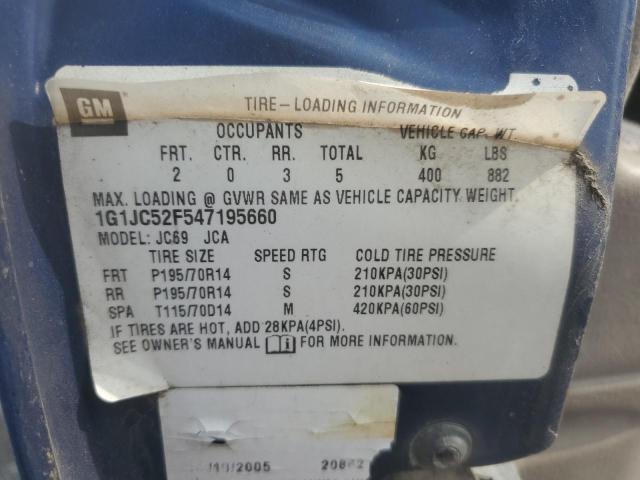 GM
TIRE-LOADING INFORMATION
OCCUPANTS VEHICLE CAP. WT.
FRT. CTR. RR. TOTAL KG LBS
2 0 3 5 400 882
MAX. LOADING @ GVWR SAME AS VEHICLE CAPACITY WEIGHT.
1G1JC52F547195660
MODEL: JC69 JCA
TIRE SIZE SPEED RTG COLD TIRE PRESSURE
FRT P195/70R14 S 210KPA(30PSI)
RR P195/70R14 S 210KPA(30PSI)
SPA T115/70D14 M 420KPA(60PSI)
IF TIRES ARE HOT, ADD 28KPA(4PSI).
SEE OWNER'S MANUAL i FOR MORE INFORMATION.